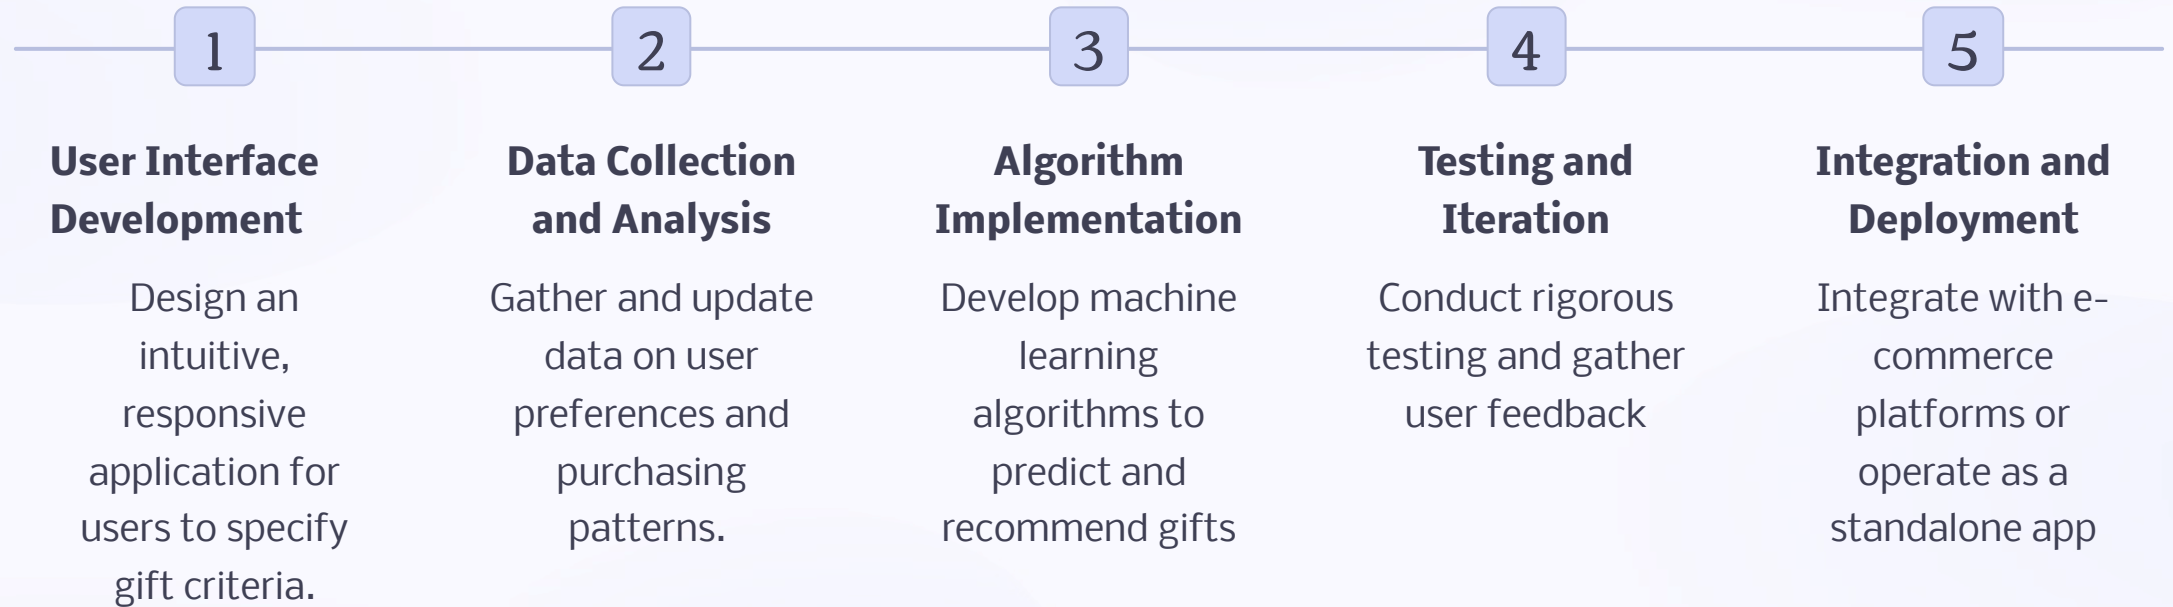 1
User Interface
Development
Design an
intuitive,
responsive
application for
users to specify
gift criteria.
2
Data Collection
and Analysis
Gather and update
data on user
preferences and
purchasing
patterns.
3
Algorithm
Implementation
Develop machine
learning
algorithms to
predict and
recommend gifts
4
Testing and
Iteration
Conduct rigorous
testing and gather
user feedback
5
Integration and
Deployment
Integrate with e-
commerce
platforms or
operate as a
standalone app